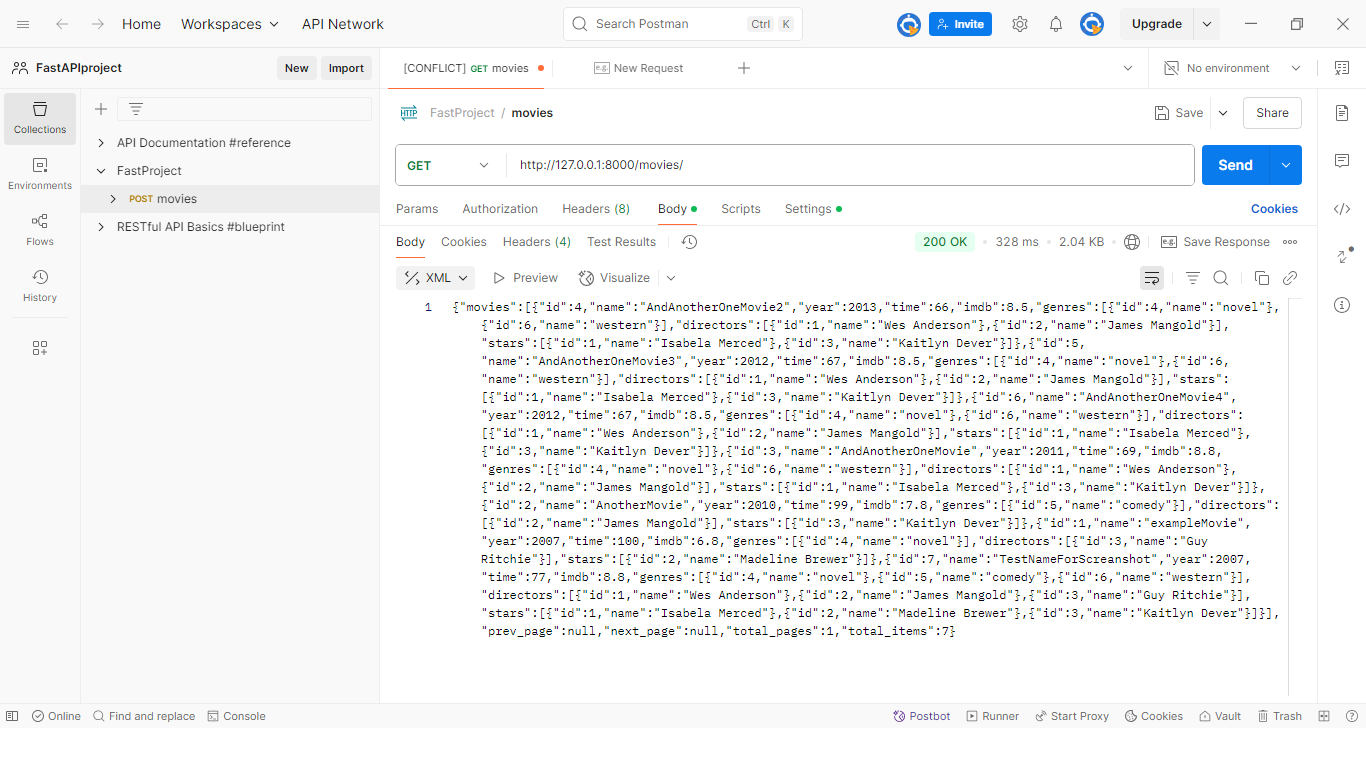 Home Workspaces API Network Search Postman Ctrl K Invite Upgrade
FastAPIproject New Import [CONFLICT] GET movies e.g. New Request No environment
Collections
Environments
Flows
History
API Documentation #reference
FastProject
POST movies
RESTful API Basics #blueprint
HTTP FastProject / movies Save Share
GET http://127.0.0.1:8000/movies/ Send
Params Authorization Headers (8) Body Scripts Settings Cookies
Body Cookies Headers (4) Test Results 200 OK 328 ms 2.04 KB e.g. Save Response
XML Preview Visualize
1 {"movies":[{"id":4,"name":"AndAnotherOneMovie2","year":2013,"time":66,"imdb":8.5,"genres":[{"id":4,"name":"novel"},
{"id":6,"name":"western"}],"directors":[{"id":1,"name":"Wes Anderson"},{"id":2,"name":"James Mangold"}],
"stars":[{"id":1,"name":"Isabela Merced"},{"id":3,"name":"Kaitlyn Dever"}]},{"id":5,
"name":"AndAnotherOneMovie3","year":2012,"time":67,"imdb":8.5,"genres":[{"id":4,"name":"novel"},{"id":6,
"name":"western"}],"directors":[{"id":1,"name":"Wes Anderson"},{"id":2,"name":"James Mangold"}],"stars":
[{"id":1,"name":"Isabela Merced"},{"id":3,"name":"Kaitlyn Dever"}]},{"id":6,"name":"AndAnotherOneMovie4",
"year":2012,"time":67,"imdb":8.5,"genres":[{"id":4,"name":"novel"},{"id":6,"name":"western"}],"directors":
[{"id":1,"name":"Wes Anderson"},{"id":2,"name":"James Mangold"}],"stars":[{"id":1,"name":"Isabela Merced"},
{"id":3,"name":"Kaitlyn Dever"}]},{"id":3,"name":"AndAnotherOneMovie","year":2011,"time":69,"imdb":8.8,
"genres":[{"id":4,"name":"novel"},{"id":6,"name":"western"}],"directors":[{"id":1,"name":"Wes Anderson"},
{"id":2,"name":"James Mangold"}],"stars":[{"id":1,"name":"Isabela Merced"},{"id":3,"name":"Kaitlyn Dever"}]},
{"id":2,"name":"AnotherMovie","year":2010,"time":99,"imdb":7.8,"genres":[{"id":5,"name":"comedy"}],"directors":
[{"id":2,"name":"James Mangold"}],"stars":[{"id":3,"name":"Kaitlyn Dever"}]},{"id":1,"name":"exampleMovie",
"year":2007,"time":100,"imdb":6.8,"genres":[{"id":4,"name":"novel"}],"directors":[{"id":3,"name":"Guy
Ritchie"}],"stars":[{"id":2,"name":"Madeline Brewer"}]},{"id":7,"name":"TestNameForScreanshot","year":2007,
"time":77,"imdb":8.8,"genres":[{"id":4,"name":"novel"},{"id":5,"name":"comedy"},{"id":6,"name":"western"}],
"directors":[{"id":1,"name":"Wes Anderson"},{"id":2,"name":"James Mangold"},{"id":3,"name":"Guy Ritchie"}],
"stars":[{"id":1,"name":"Isabela Merced"},{"id":2,"name":"Madeline Brewer"},{"id":3,"name":"Kaitlyn Dever"}]}],
"prev_page":null,"next_page":null,"total_pages":1,"total_items":7}
Online Find and replace Console Postbot Runner Start Proxy Cookies Vault Trash